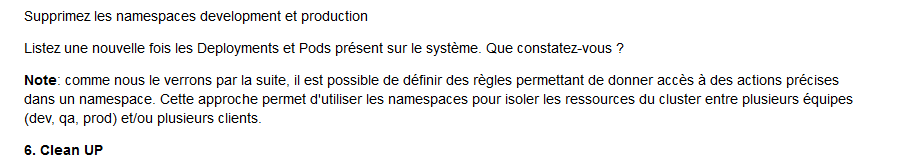 Supprimez les namespaces development et production
Listez une nouvelle fois les Deployments et Pods présent sur le système. Que constatez-vous ?
Note: comme nous le verrons par la suite, il est possible de définir des règles permettant de donner accès à des actions précises
dans un namespace. Cette approche permet d'utiliser les namespaces pour isoler les ressources du cluster entre plusieurs équipes
(dev, qa, prod) et/ou plusieurs clients.
6. Clean UP